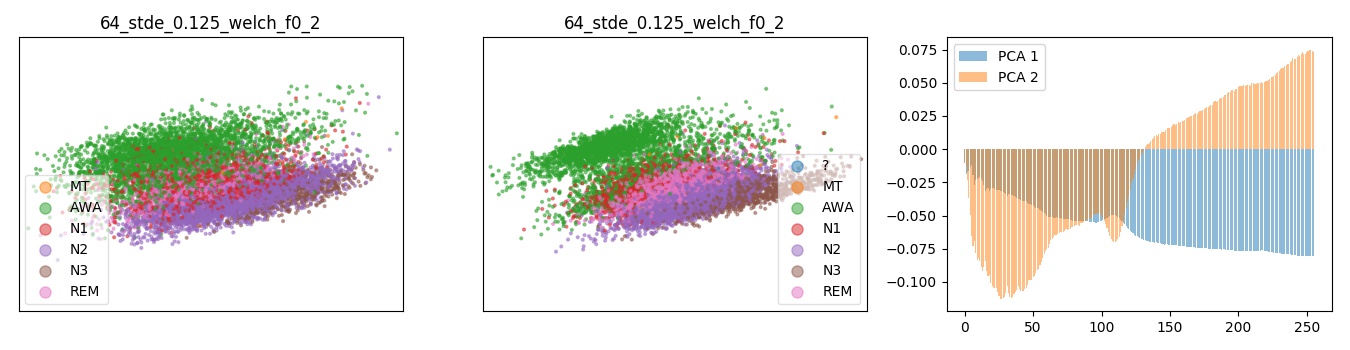 64_stde_0.125_welch_f0_2
MT
AWA
N1
N2
N3
REM
64_stde_0.125_welch_f0_2
?
MT
AWA
N1
N2
N3
REM
PCA 1
PCA 2
0.075
0.050
0.025
0.000
−0.025
−0.050
−0.075
−0.100
0 50 100 150 200 250